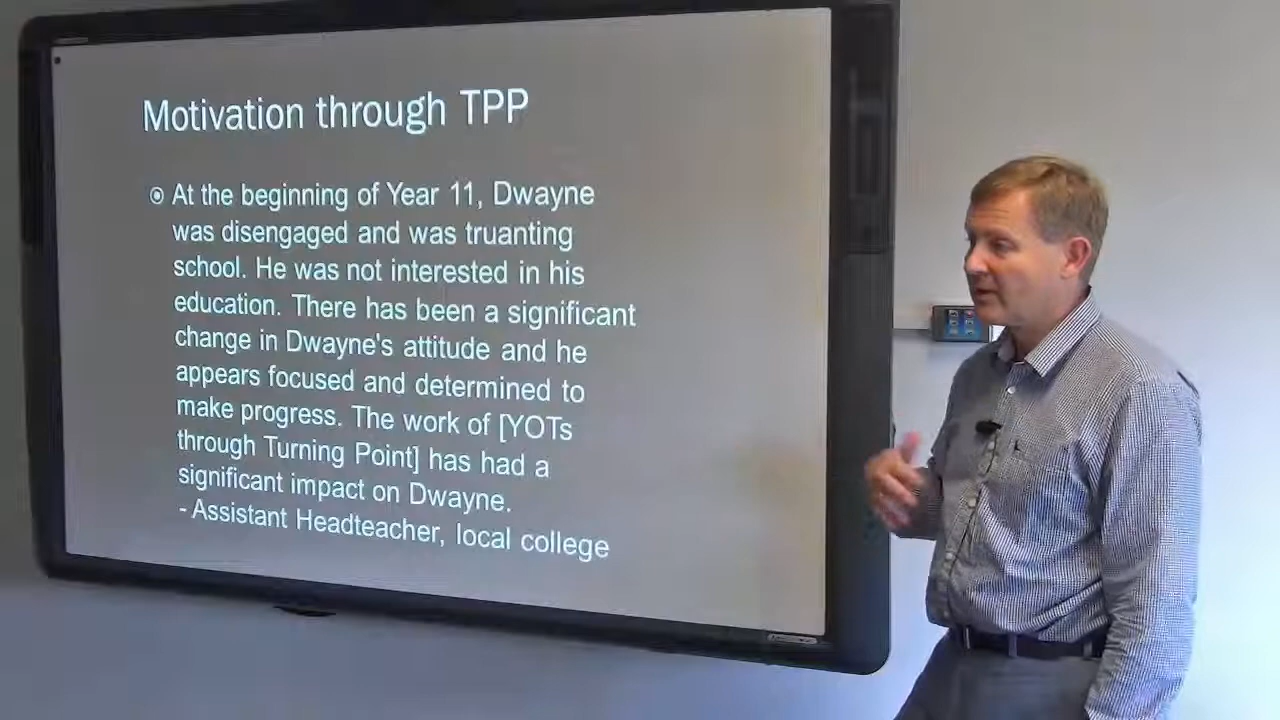 Motivation through TPP
At the beginning of Year 11, Dwayne
was disengaged and was truanting
school. He was not interested in his
education. There has been a significant
change in Dwayne's attitude and he
appears focused and determined to
make progress. The work of [YOTs
through Turning Point] has had a
significant impact on Dwayne.
- Assistant Headteacher, local college